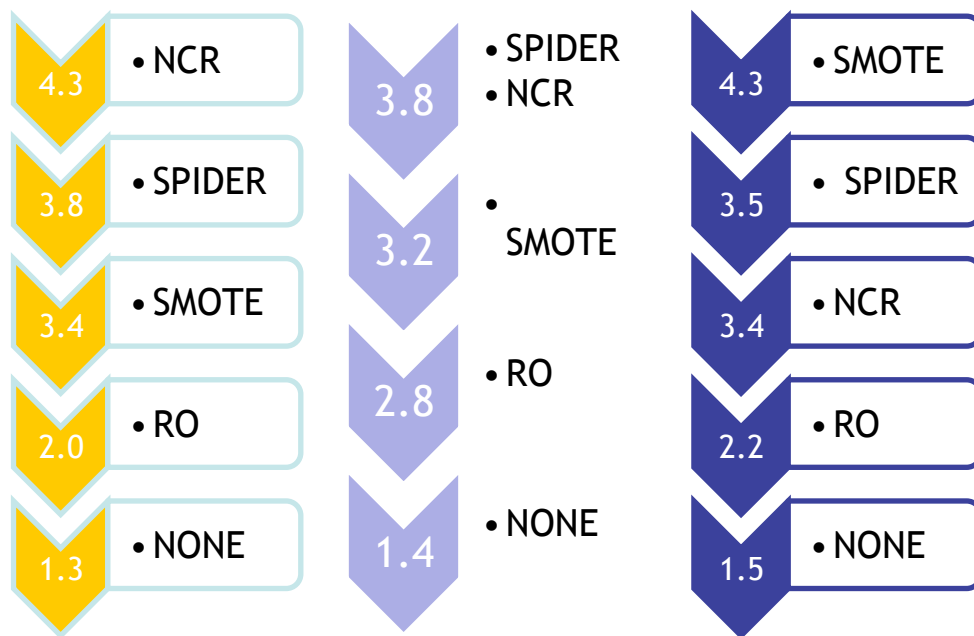 4.3
• NCR
3.8
• SPIDER
3.4
• SMOTE
2.0
• RO
1.3
• NONE
3.8
• SPIDER
• NCR
3.2
•
SMOTE
2.8
• RO
1.4
• NONE
4.3
• SMOTE
3.5
• SPIDER
3.4
• NCR
2.2
• RO
1.5
• NONE